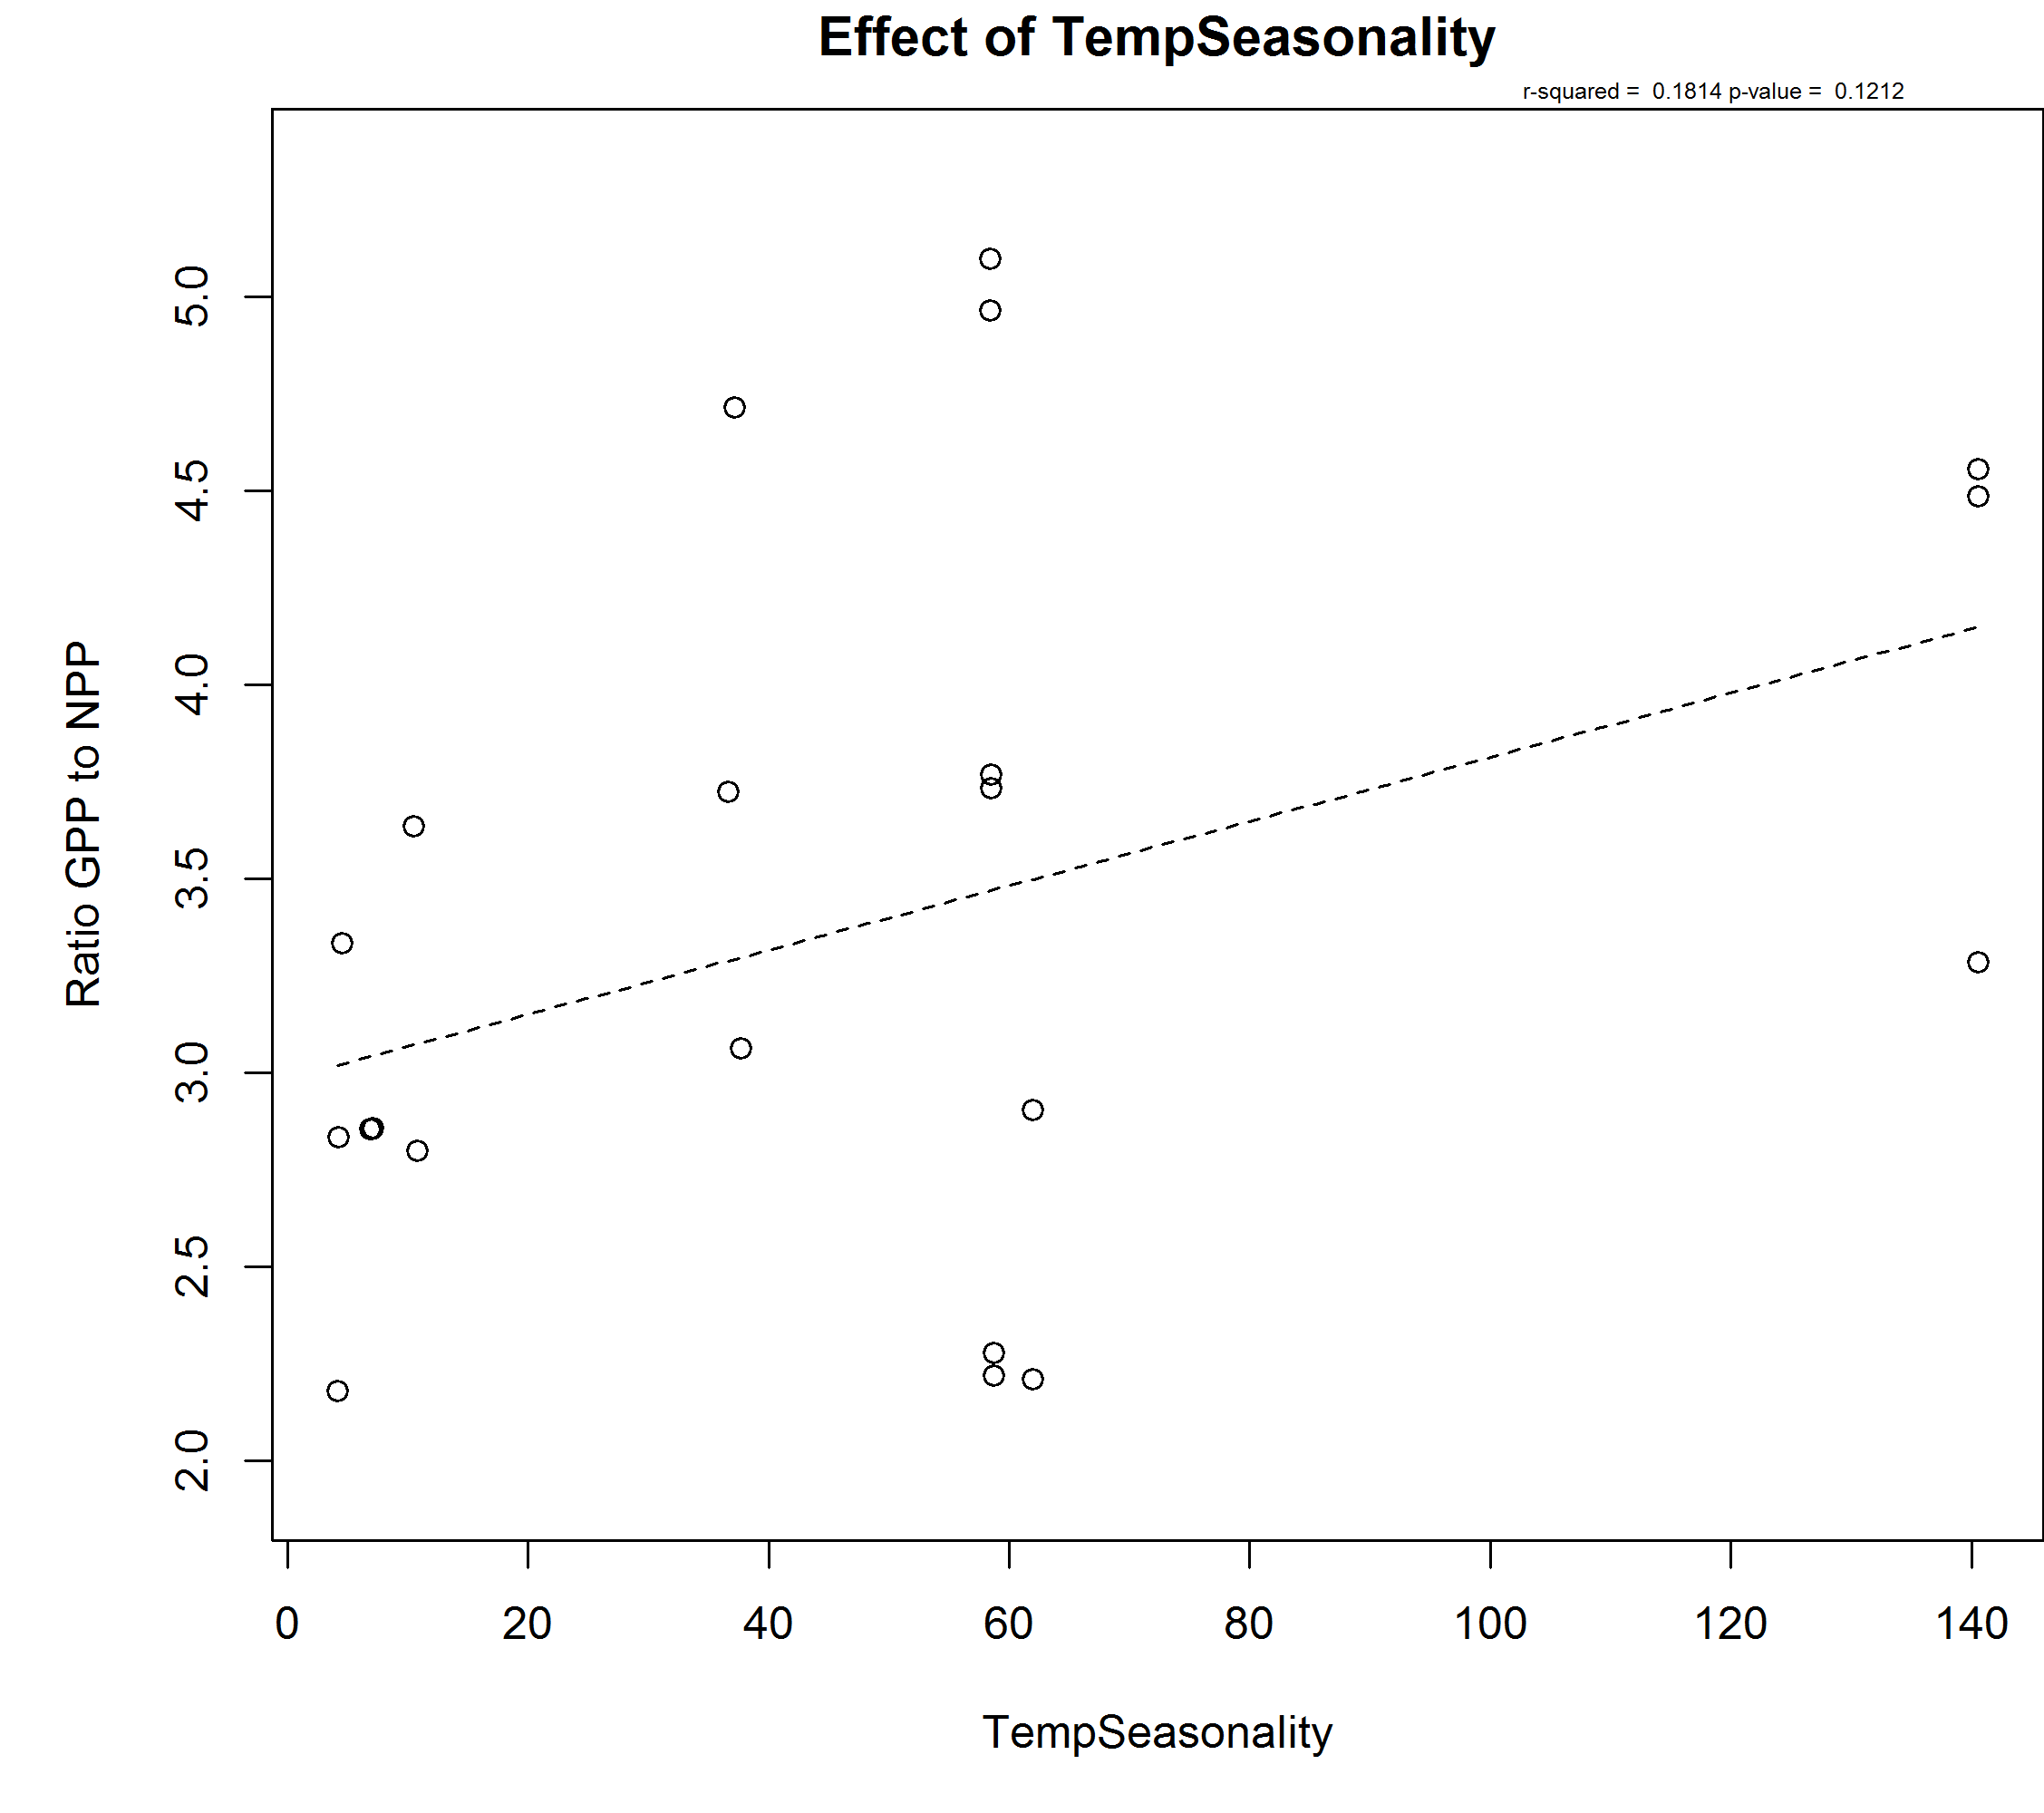 Effect of TempSeasonality
r-squared =  0.1814 p-value =  0.1212
Ratio GPP to NPP
5.0
4.5
4.0
3.5
3.0
2.5
2.0
0 20 40 60 80 100 120 140
TempSeasonality